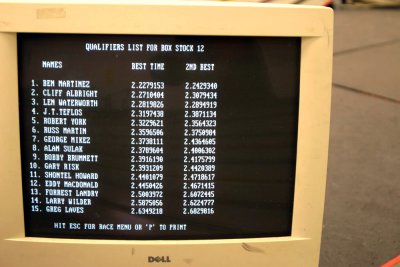 QUALIFIERS LIST FOR BOX STOCK 12
NAMES BEST TIME 2ND BEST
1. BEN MARTINEZ 2.2279153 2.2429340
2. CLIFF ALBRIGHT 2.2710404 2.3079434
3. LEN WATERWORTH 2.2819026 2.2894919
4. J.T.TEFLOS 2.3197438 2.3871134
5. ROBERT YORK 2.3229621 2.3564323
6. RUSS MARTIN 2.3596506 2.3750984
7. GEORGE MIKEZ 2.3738111 2.4364605
8. ALAN SULAK 2.3789604 2.4006302
9. BOBBY BRUMMETT 2.3916190 2.4175799
10. GARY RISK 2.3931209 2.4420389
11. SHONTEL HOWARD 2.4401079 2.4718617
12. EDDY MACDONALD 2.4450426 2.4671415
13. FORREST LANDRY 2.5003972 2.6072445
14. LARRY WILDER 2.5875056 2.6224777
15. GREG LAVES 2.6349218 2.6829816
HIT ESC FOR RACE MENU OR 'P' TO PRINT
DELL